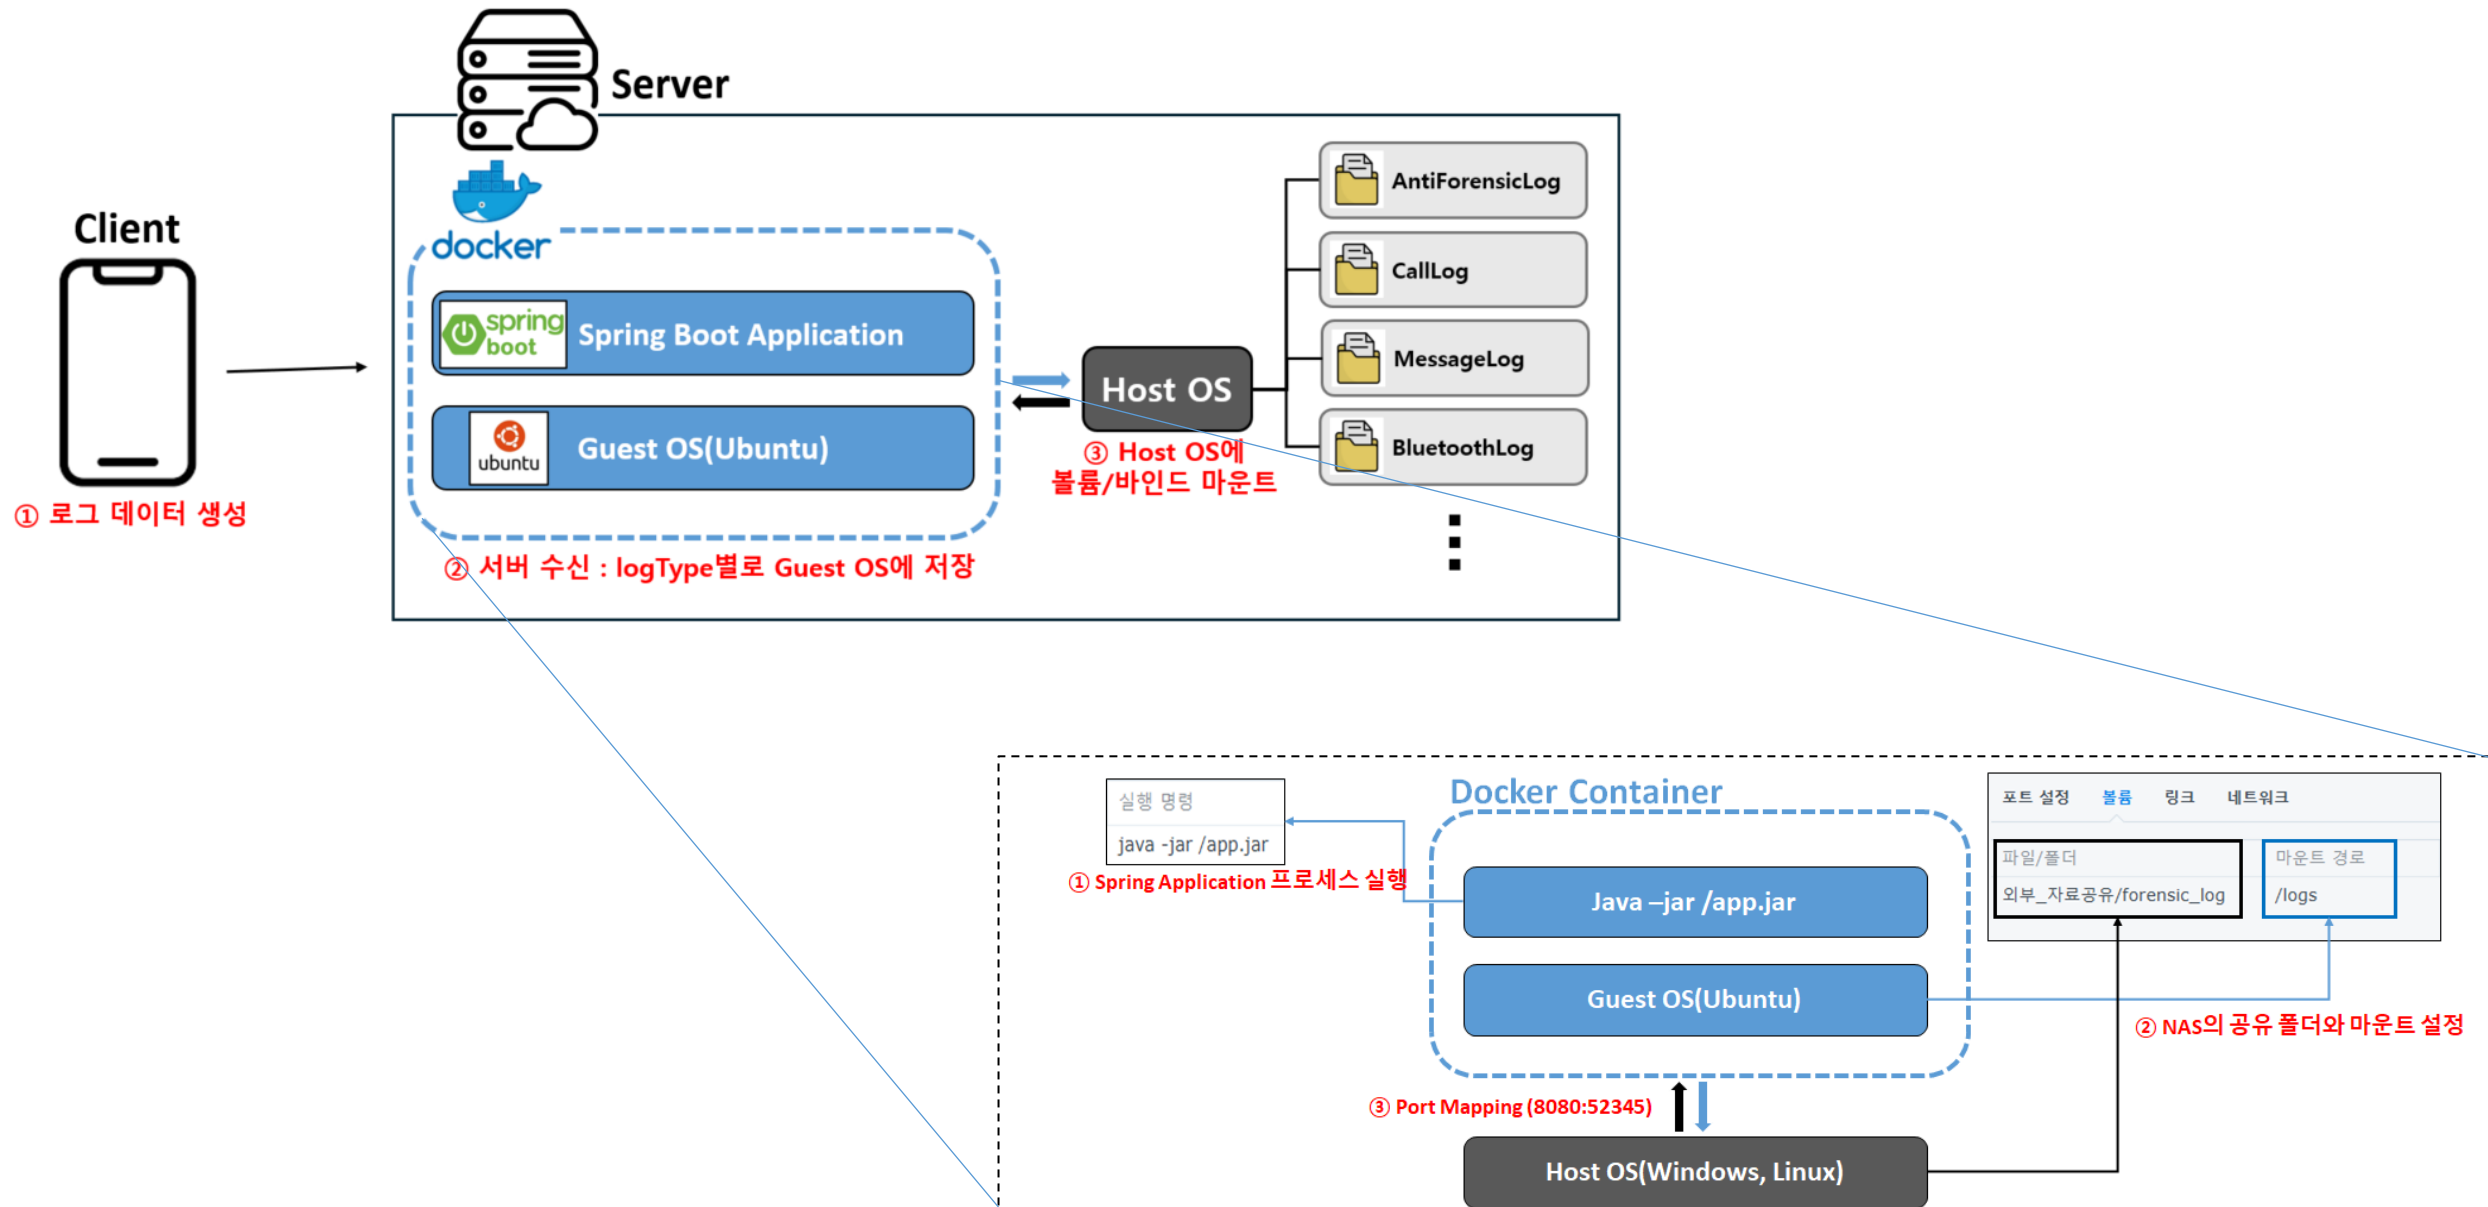 Server
Client
docker
spring
boot
Spring Boot Application
ubuntu
Guest OS(Ubuntu)
Host OS
AntiForensicLog
CallLog
MessageLog
BluetoothLog
① 로그 데이터 생성
② 서버 수신 : logType별로 Guest OS에 저장
③ Host OS에
볼륨/바인드 마운트
실행 명령
java -jar /app.jar
① Spring Application 프로세스 실행
Docker Container
Java –jar /app.jar
Guest OS(Ubuntu)
포트 설정 볼륨 링크 네트워크
파일/폴더 마운트 경로
외부_자료공유/forensic_log /logs
② NAS의 공유 폴더와 마운트 설정
③ Port Mapping (8080:52345)
Host OS(Windows, Linux)